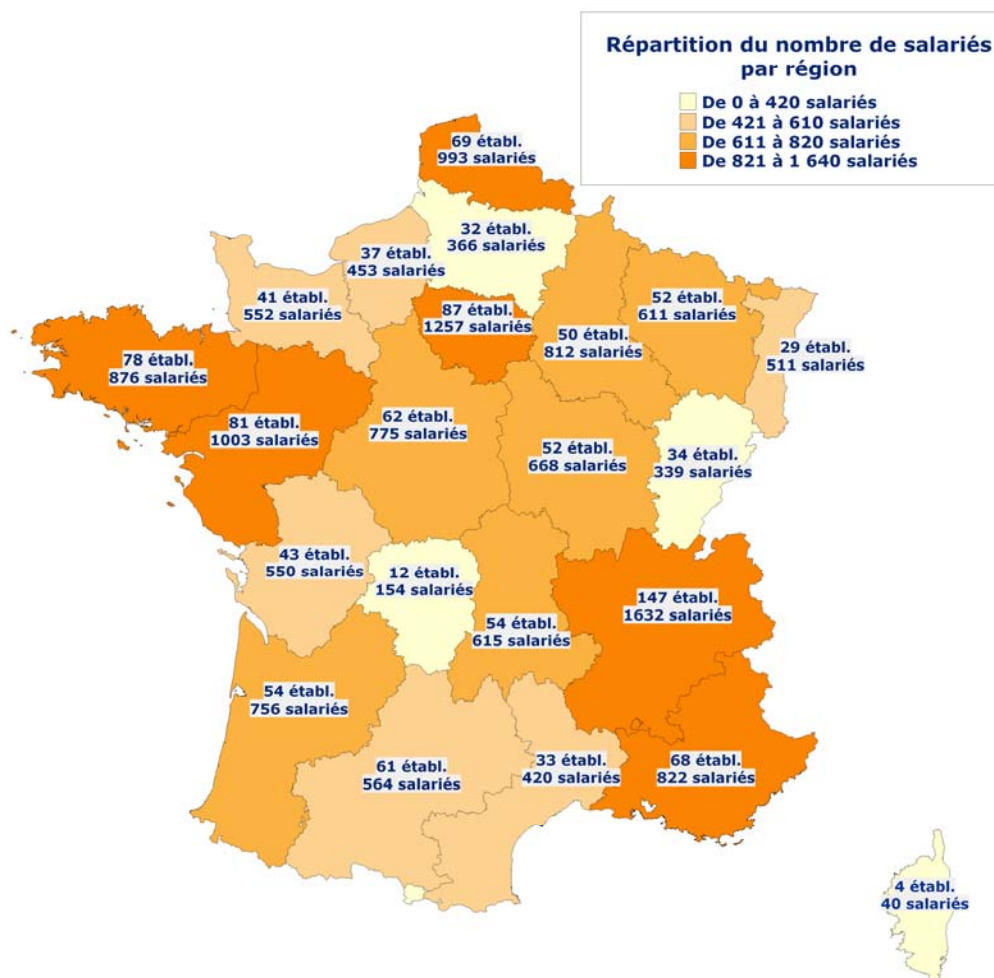 Répartition du nombre de salariés
par région
De 0 à 420 salariés
De 421 à 610 salariés
De 611 à 820 salariés
De 821 à 1 640 salariés
69 établ.
993 salariés
32 établ.
366 salariés
37 établ.
453 salariés
41 établ.
552 salariés
87 établ.
1257 salariés
52 établ.
611 salariés
50 établ.
812 salariés
29 établ.
511 salariés
78 établ.
876 salariés
81 établ.
1003 salariés
62 établ.
775 salariés
52 établ.
668 salariés
34 établ.
339 salariés
43 établ.
550 salariés
12 établ.
154 salariés
54 établ.
615 salariés
147 établ.
1632 salariés
54 établ.
756 salariés
61 établ.
564 salariés
33 établ.
420 salariés
68 établ.
822 salariés
4 établ.
40 salariés